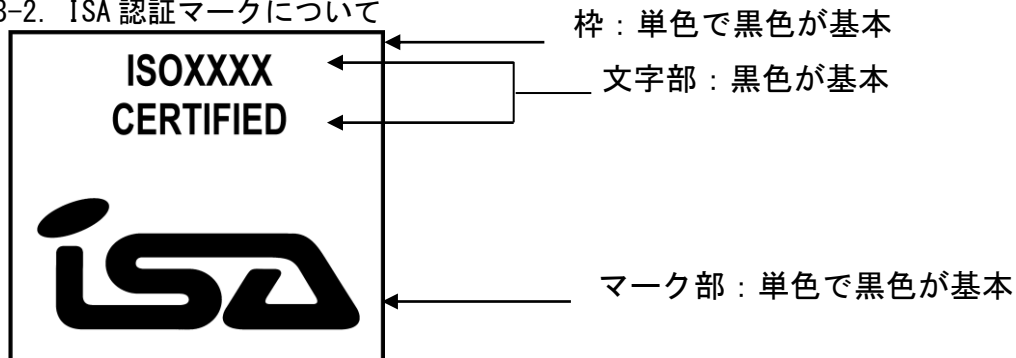 3-2. ISA 認証マークについて
枠：単色で黒色が基本
ISOXXXX
CERTIFIED
文字部：黒色が基本
isa
マーク部：単色で黒色が基本